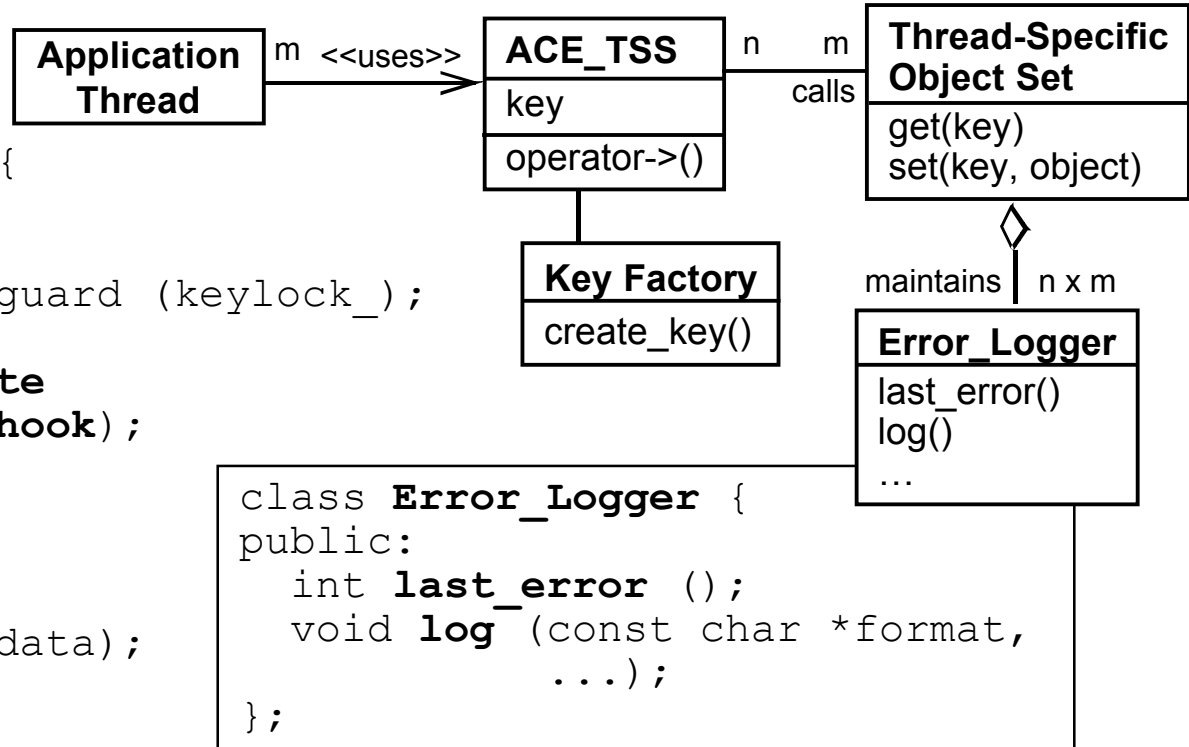 Application
Thread
m <<uses>>
ACE_TSS
key
operator->()
n m
calls
Thread-Specific
Object Set
get(key)
set(key, object)
{
guard (keylock_);
te
hook);
data);
Key Factory
create_key()
maintains n x m
Error_Logger
last_error()
log()
…
class Error_Logger {
public:
int last_error ();
void log (const char *format,
...);
};